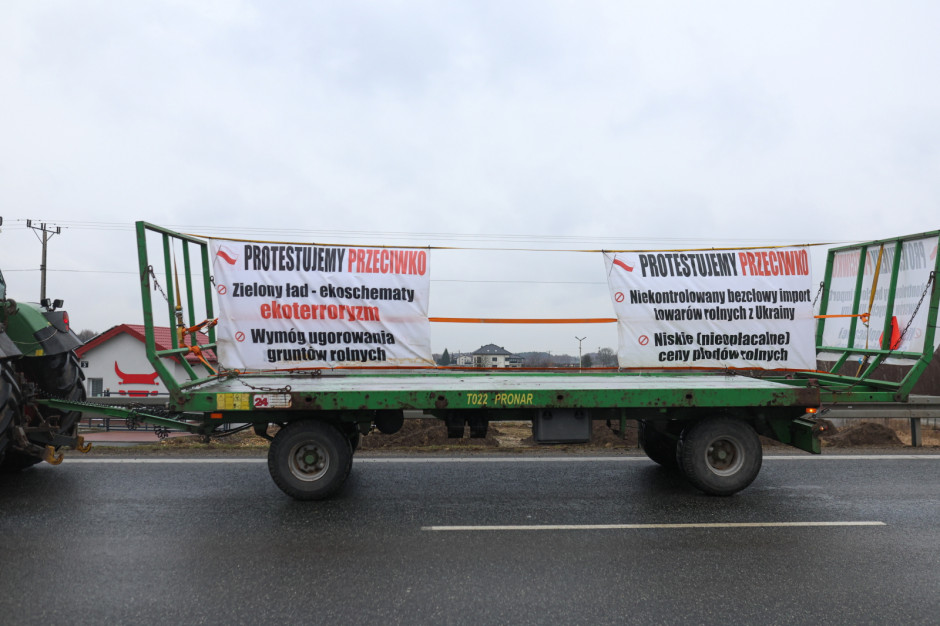 PROTESTUJEMY PRZECIWKO
Zielony ład - ekoschematy
ekoterroryzm
Wymóg ugorowania
gruntów rolnych
PROTESTUJEMY PRZECIWKO
Niekontrolowany bezcłowy import
towarów rolnych z Ukrainy
Niskie (nieopłacalne)
ceny płodów rolnych
24
T022 PRONAR